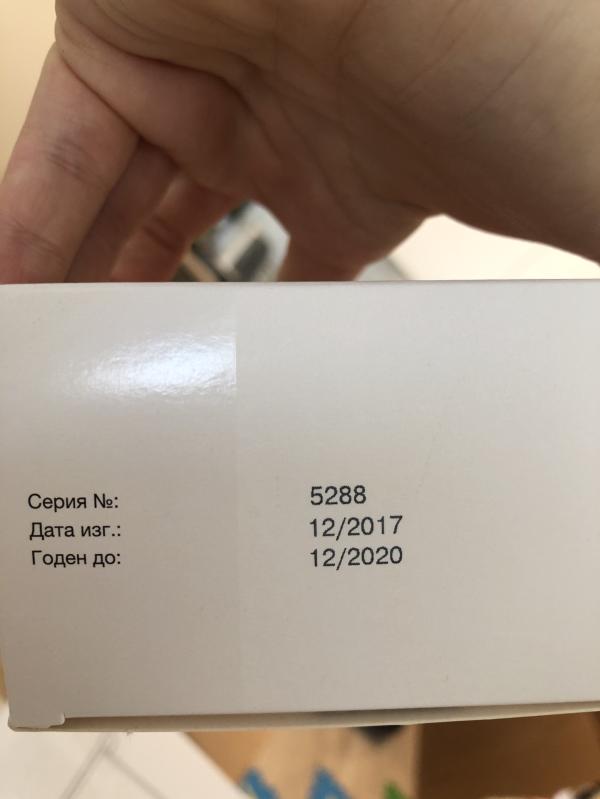 Серия №: 5288
Дата изг.: 12/2017
Годен до: 12/2020